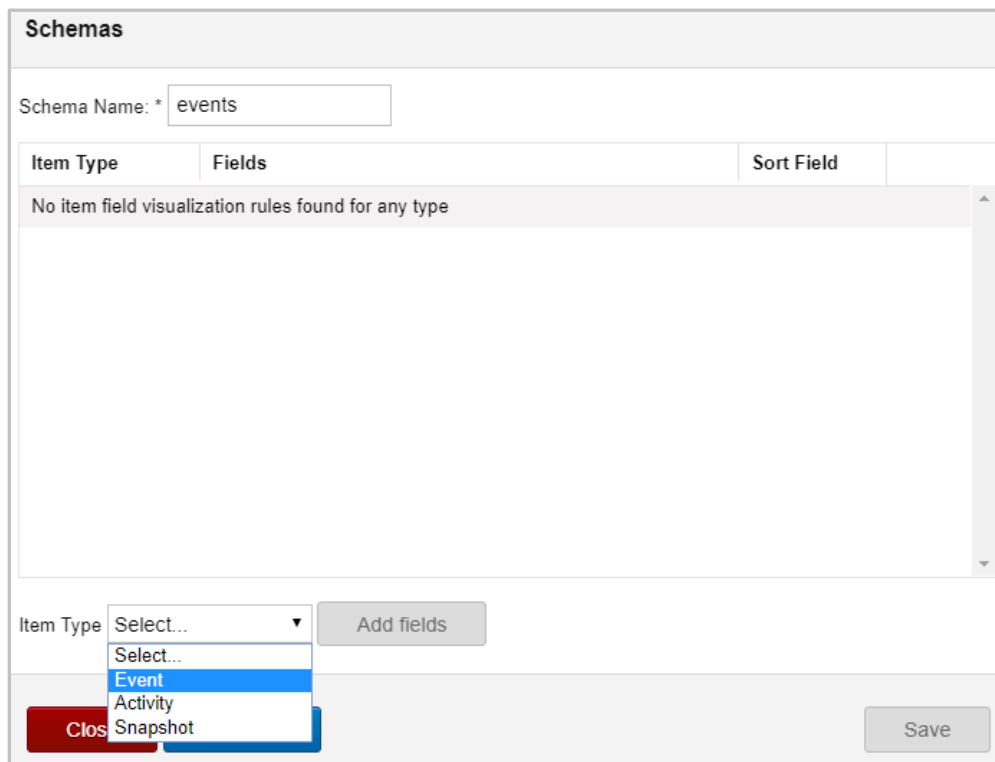 Schemas
Schema Name: * events
Item Type Fields Sort Field
No item field visualization rules found for any type
Item Type Select... Add fields
Select...
Event
Activity
Snapshot
Save